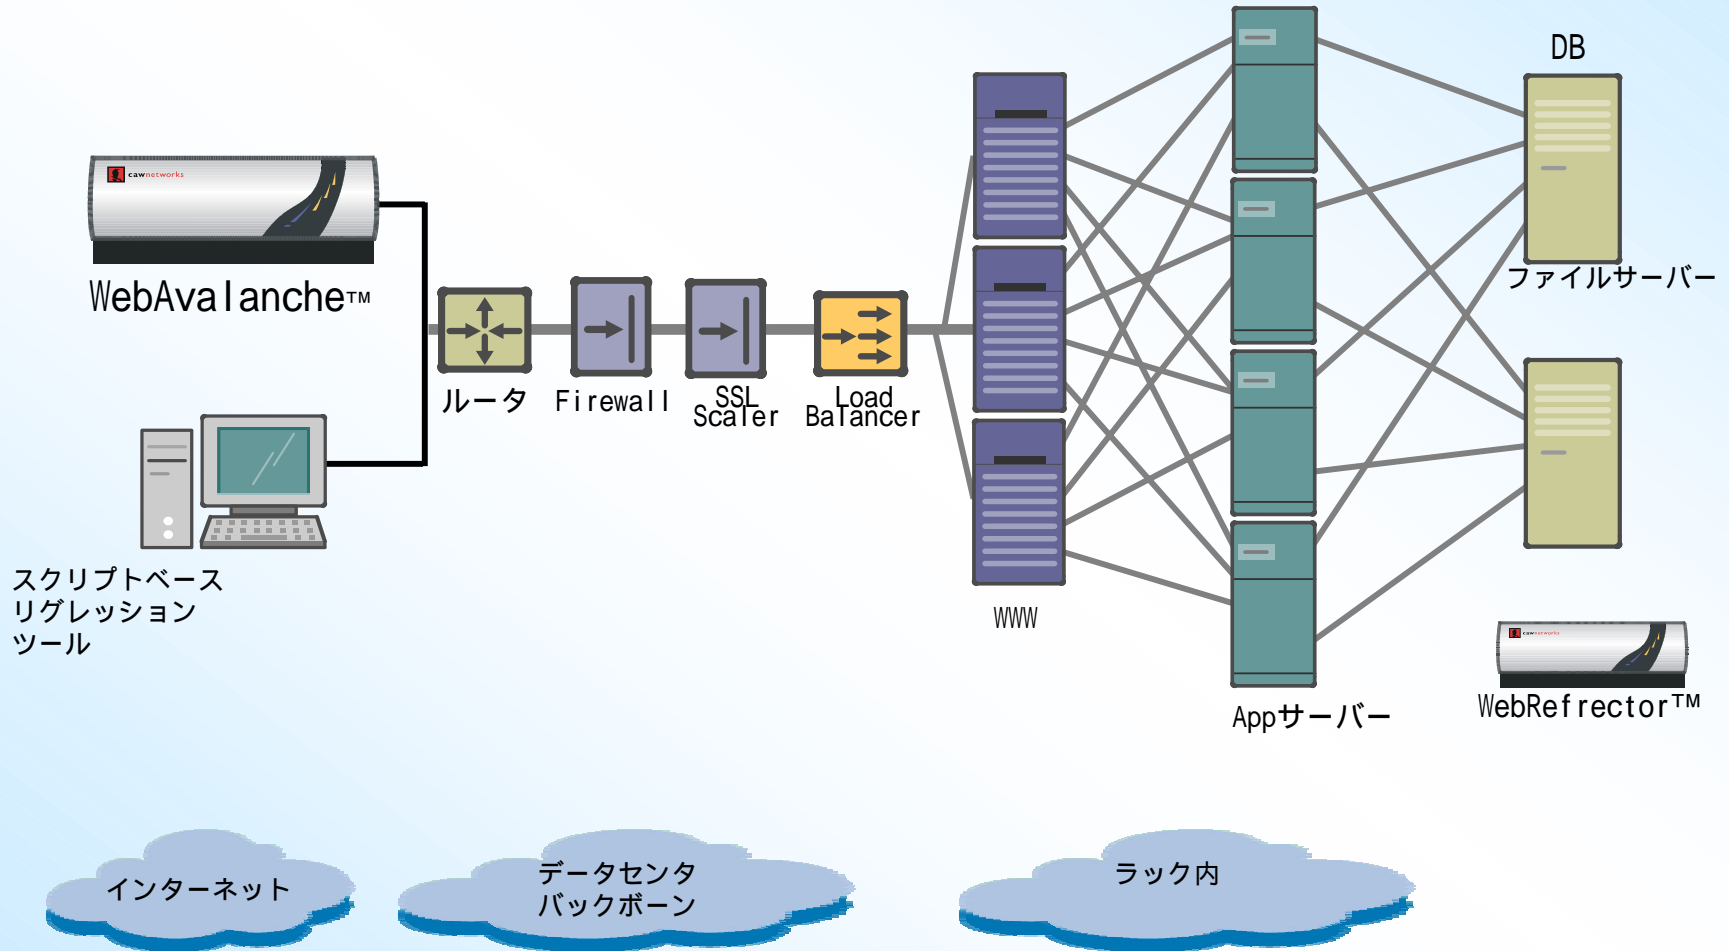 DB
cawnetworks
WebAvalanche™
ファイルサーバー
ルータ
Firewall
SSL
Scaler
Load
Balancer
スクリプトベース
リグレッション
ツール
WWW
cawnetworks
WebRefrector™
Appサーバー
インターネット
データセンタ
バックボーン
ラック内